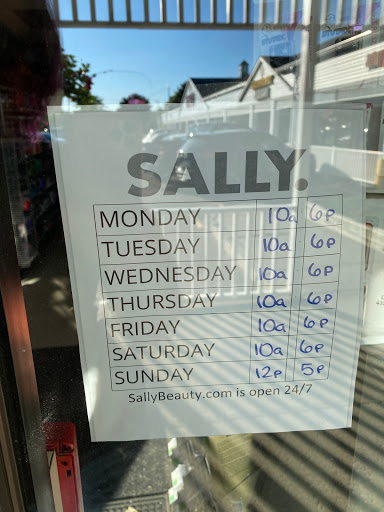 SALLY.
MONDAY 10a 6p
TUESDAY 10a 6p
WEDNESDAY 10a 6p
THURSDAY 10a 6p
FRIDAY 10a 6p
SATURDAY 10a 6p
SUNDAY 12p 5p
SallyBeauty.com is open 24/7